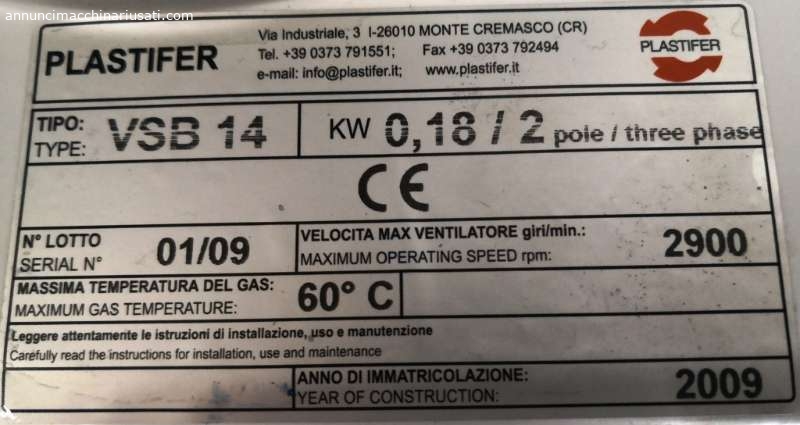 annuncimacchinariusati.com
PLASTIFER
Via Industriale, 3 I-26010 MONTE CREMASCO (CR)
Tel. +39 0373 791551; Fax +39 0373 792494
e-mail: info@plastifer.it; www.plastifer.it
PLASTIFER
TIPO:
TYPE:
VSB 14
KW 0,18 / 2 pole / three phase
CE
N° LOTTO
SERIAL N°
01/09
VELOCITA MAX VENTILATORE giri/min.:
MAXIMUM OPERATING SPEED rpm:
2900
MASSIMA TEMPERATURA DEL GAS:
MAXIMUM GAS TEMPERATURE:
60° C
Leggere attentamente le istruzioni di installazione, uso e manutenzione
Carefully read the instructions for installation, use and maintenance
ANNO DI IMMATRICOLAZIONE:
YEAR OF CONSTRUCTION:
2009